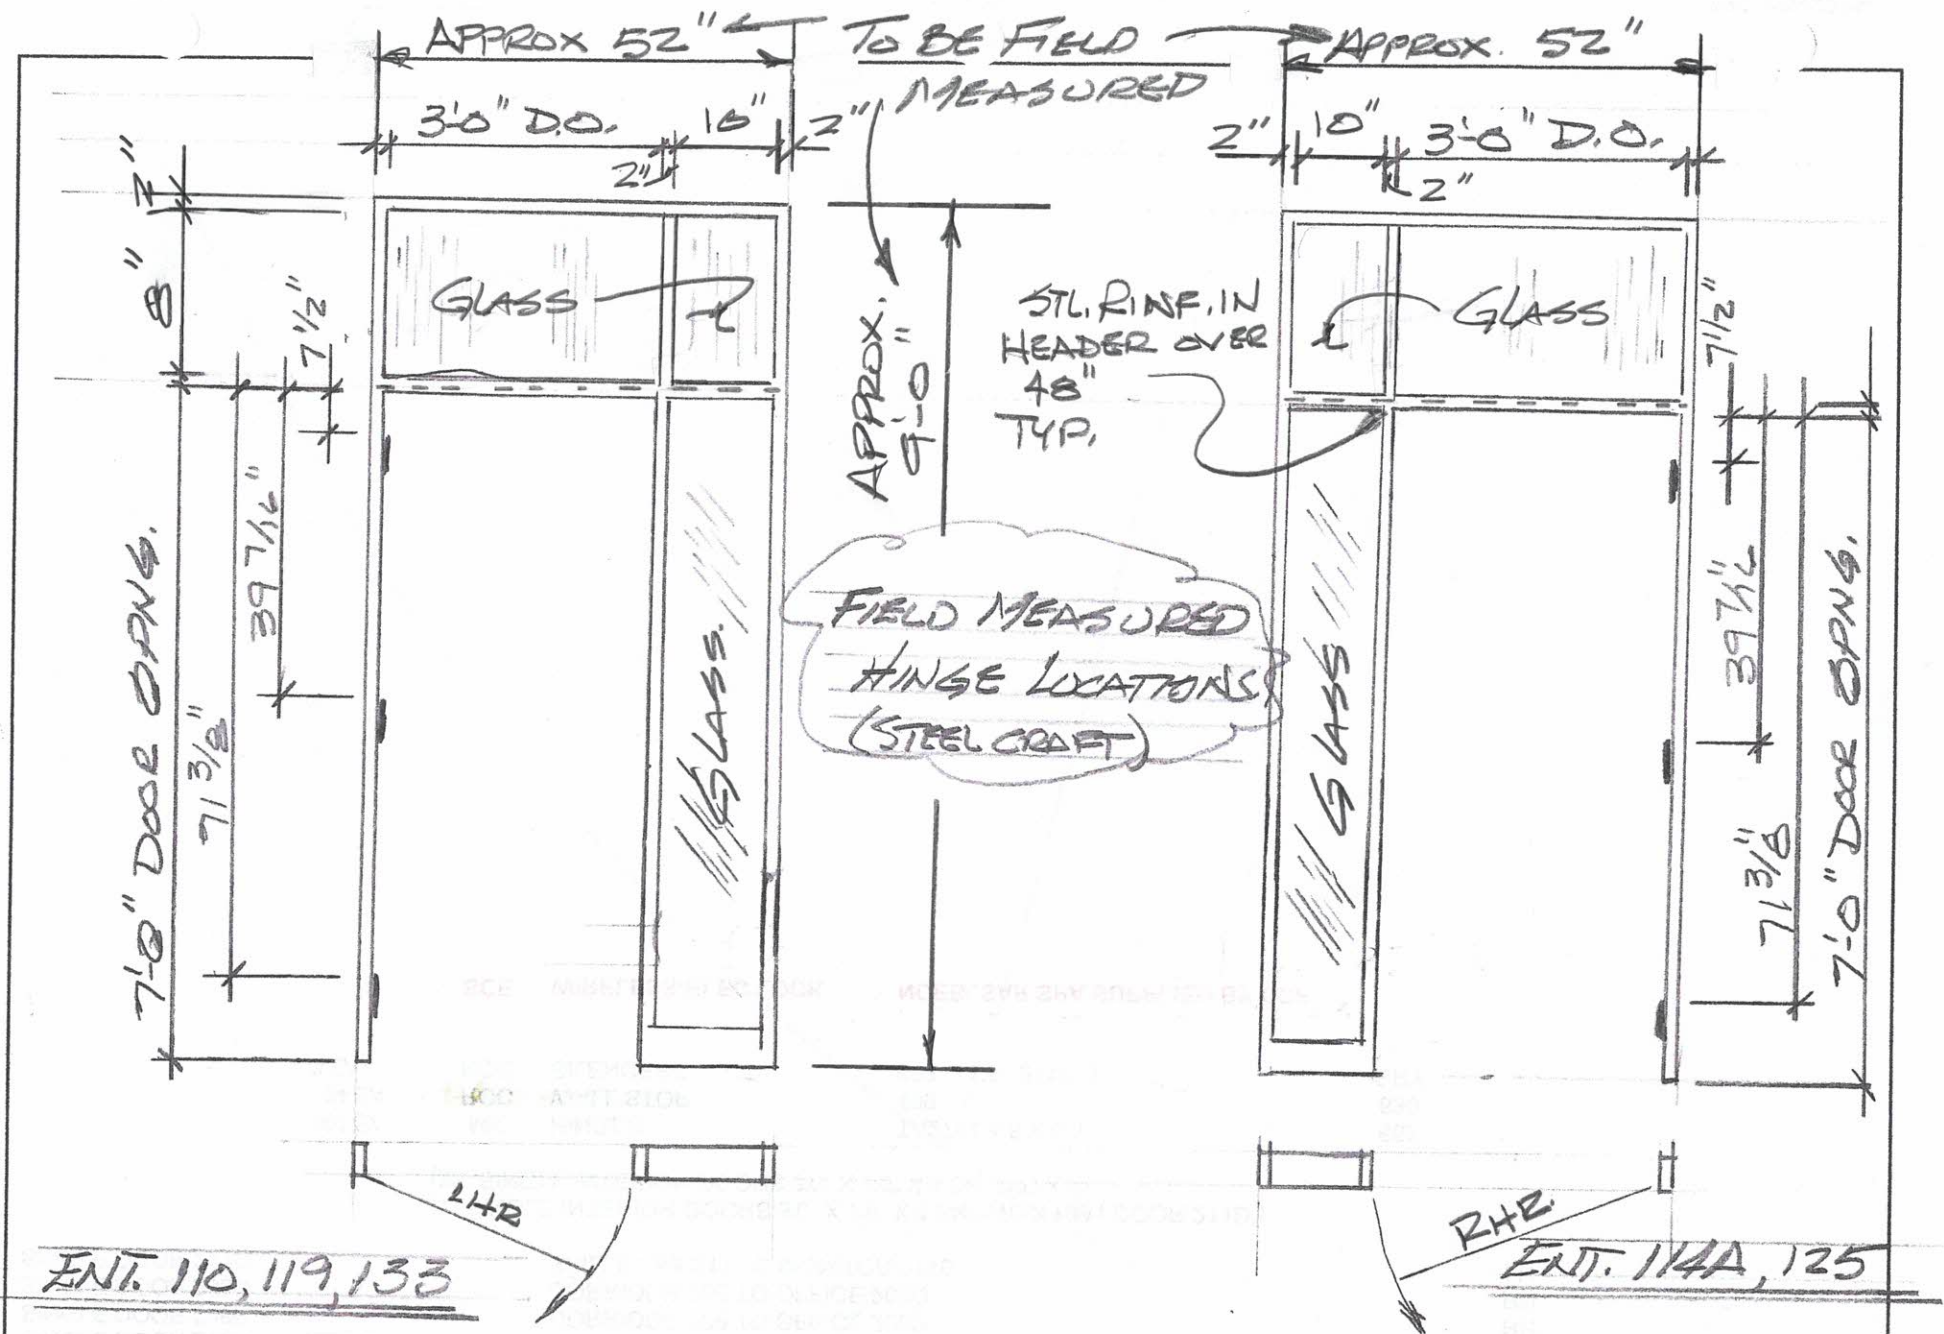 APPROX 52"
TO BE FIELD
MEASURED
APPROX. 52"
3'-0" D.O.
10"
2"
2"
2"
10"
3'-0" D.O.
2"
2"
8"
7 1/2"
39 7/16"
71 3/8"
7'-0" DOOR OPNG.
GLASS
GLASS.
APPROX.
9'-0"
STL. RINF. IN
HEADER OVER
48"
TYP.
GLASS
GLASS
7 1/2"
39 7/16"
71 3/8"
7'-0" DOOR OPNG.
FIELD MEASURED
HINGE LOCATIONS
(STEEL CRAFT)
LHR
RHR.
ENT. 110, 119, 133
ENT. 114A, 125